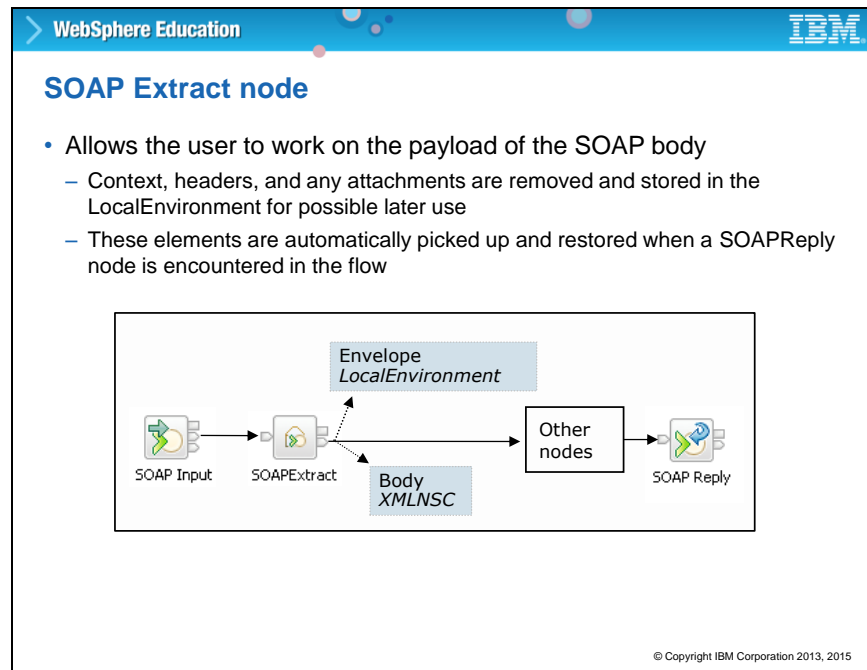 WebSphere Education
IBM.
SOAP Extract node
• Allows the user to work on the payload of the SOAP body
– Context, headers, and any attachments are removed and stored in the
LocalEnvironment for possible later use
– These elements are automatically picked up and restored when a SOAPReply
node is encountered in the flow
Envelope
LocalEnvironment
Other
nodes
SOAP Input
SOAPExtract
SOAP Reply
Body
XMLNSC
© Copyright IBM Corporation 2013, 2015